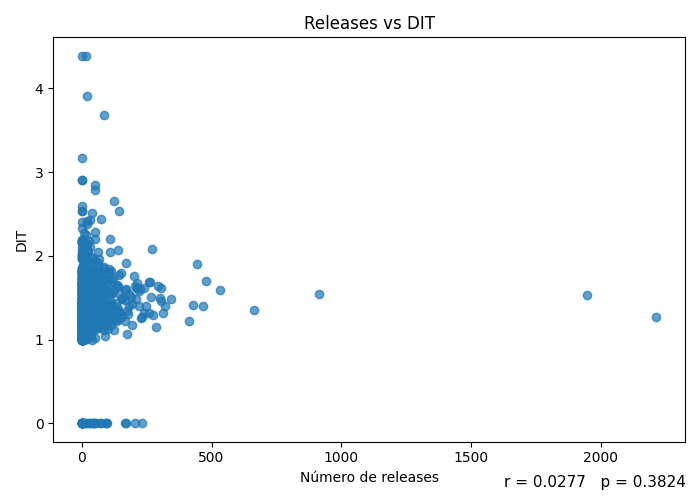 Releases vs DIT
DIT
4
3
2
1
0
0
500
1000
1500
2000
Número de releases
r = 0.0277 p = 0.3824